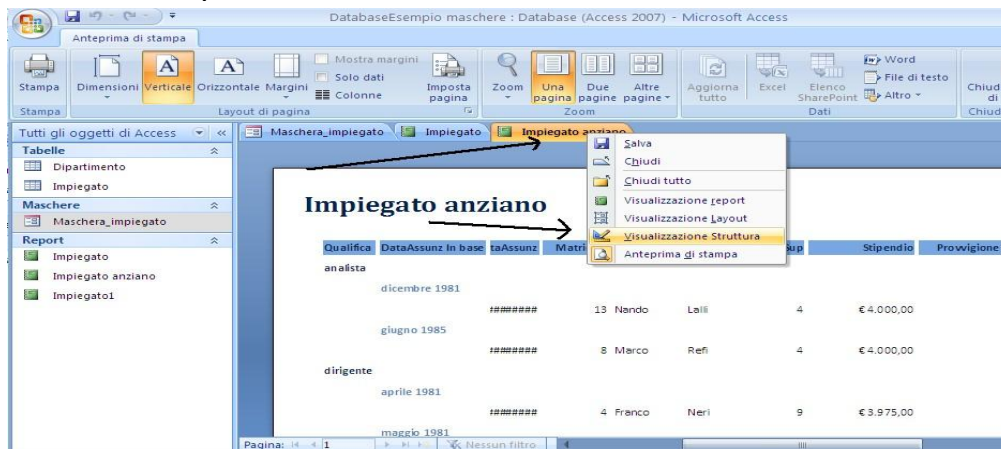 DatabaseEsempio maschere : Database (Access 2007) - Microsoft Access
Anteprima di stampa
Mostra margini
Solo dati
Colonne
Stampa Dimensioni Verticale Orizzontale Margini Imposta pagina
Zoom Una pagina Due pagine Altre pagine
Aggiorna tutto Excel Elenco SharePoint
Word
File di testo
Altro
Chiud
di
Stampa Layout di pagina Zoom Dati Chiud
Tutti gli oggetti di Access
Maschera_impiegato Impiegato Impiegato anziano
Tabelle
Dipartimento
Impiegato
Maschere
Maschera_impiegato
Report
Impiegato
Impiegato anziano
Impiegato1
Salva
Chiudi
Chiudi tutto
Visualizzazione report
Visualizzazione Layout
Visualizzazione Struttura
Anteprima di stampa
Impiegato anziano
Qualifica DataAssunz In base taAssunz Matri Sup Stipendio Provvigione
analista
dicembre 1981
######## 13 Nando Lalli 4 € 4.000,00
giugno 1985
######## 8 Marco Refi 4 € 4.000,00
dirigente
aprile 1981
######## 4 Franco Neri 9 € 3.975,00
maggio 1981
Pagina: 1 Nessun filtro